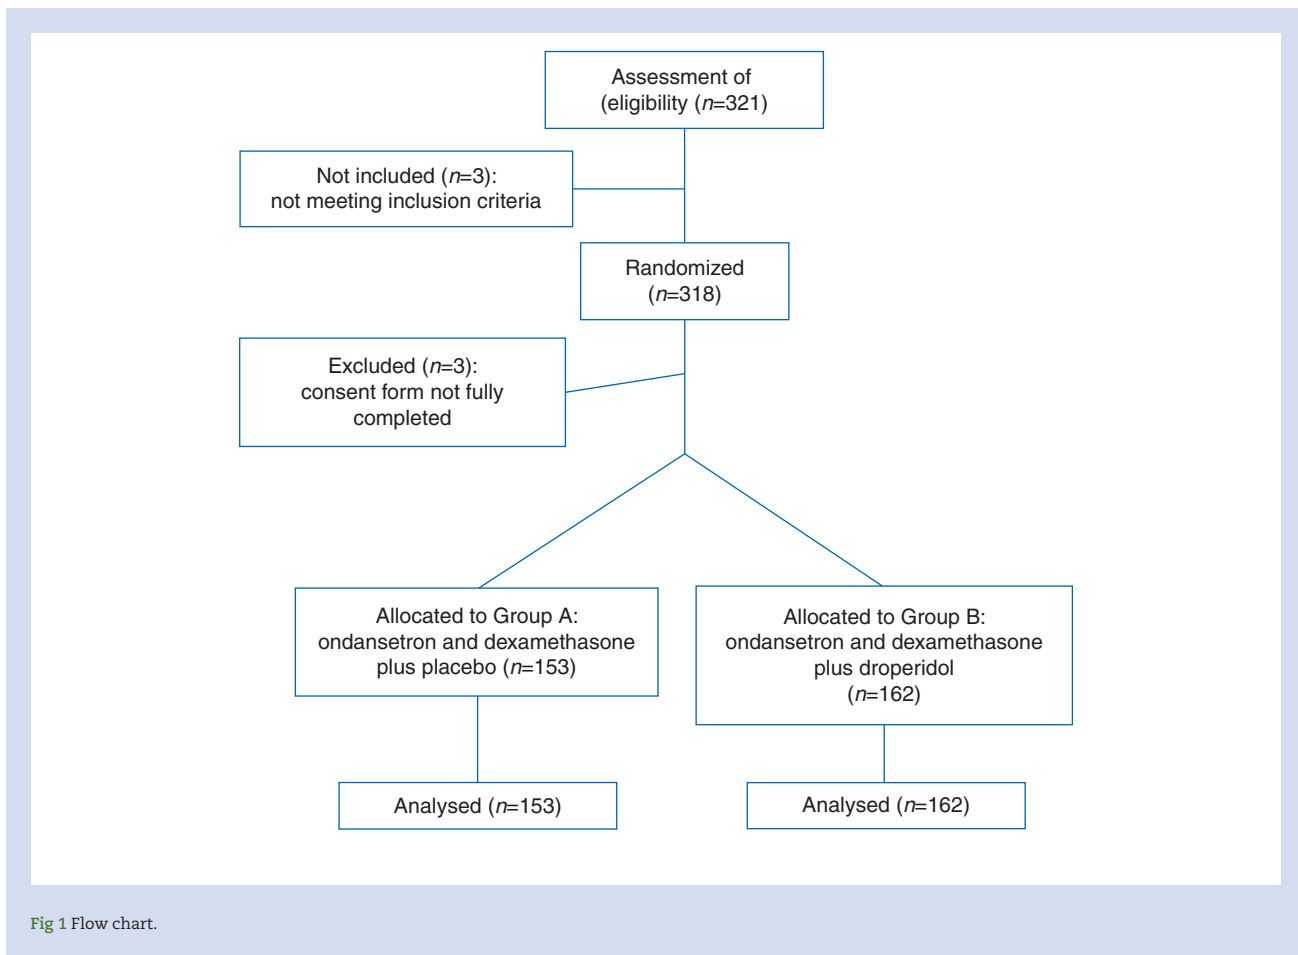 Assessment of
(eligibility (n=321)
Not included (n=3):
not meeting inclusion criteria
Randomized
(n=318)
Excluded (n=3):
consent form not fully
completed
Allocated to Group A:
ondansetron and dexamethasone
plus placebo (n=153)
Allocated to Group B:
ondansetron and dexamethasone
plus droperidol
(n=162)
Analysed (n=153)
Analysed (n=162)
Fig 1 Flow chart.